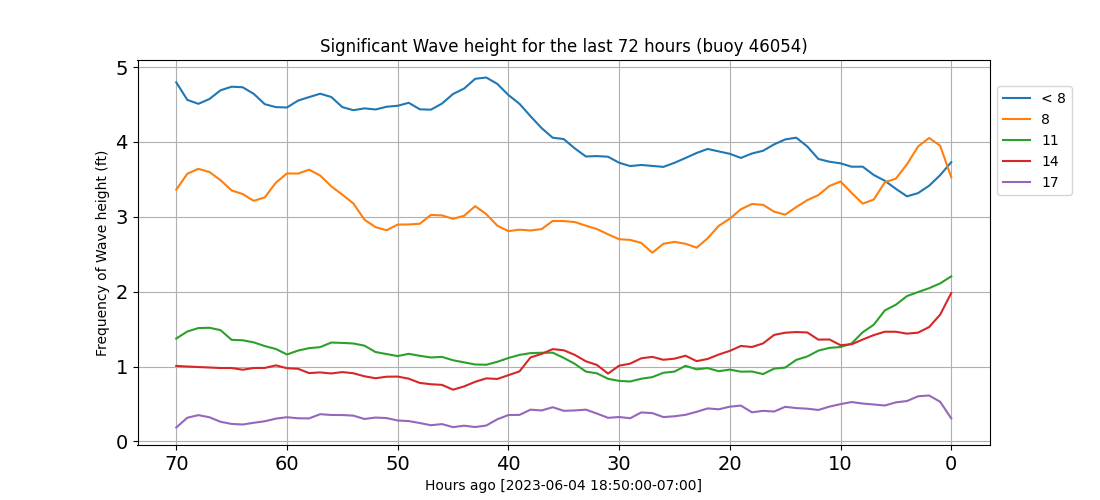 Significant Wave height for the last 72 hours (buoy 46054)
Frequency of Wave height (ft)
5
4
3
2
1
0
70 60 50 40 30 20 10 0
Hours ago [2023-06-04 18:50:00-07:00]
< 8
8
11
14
17